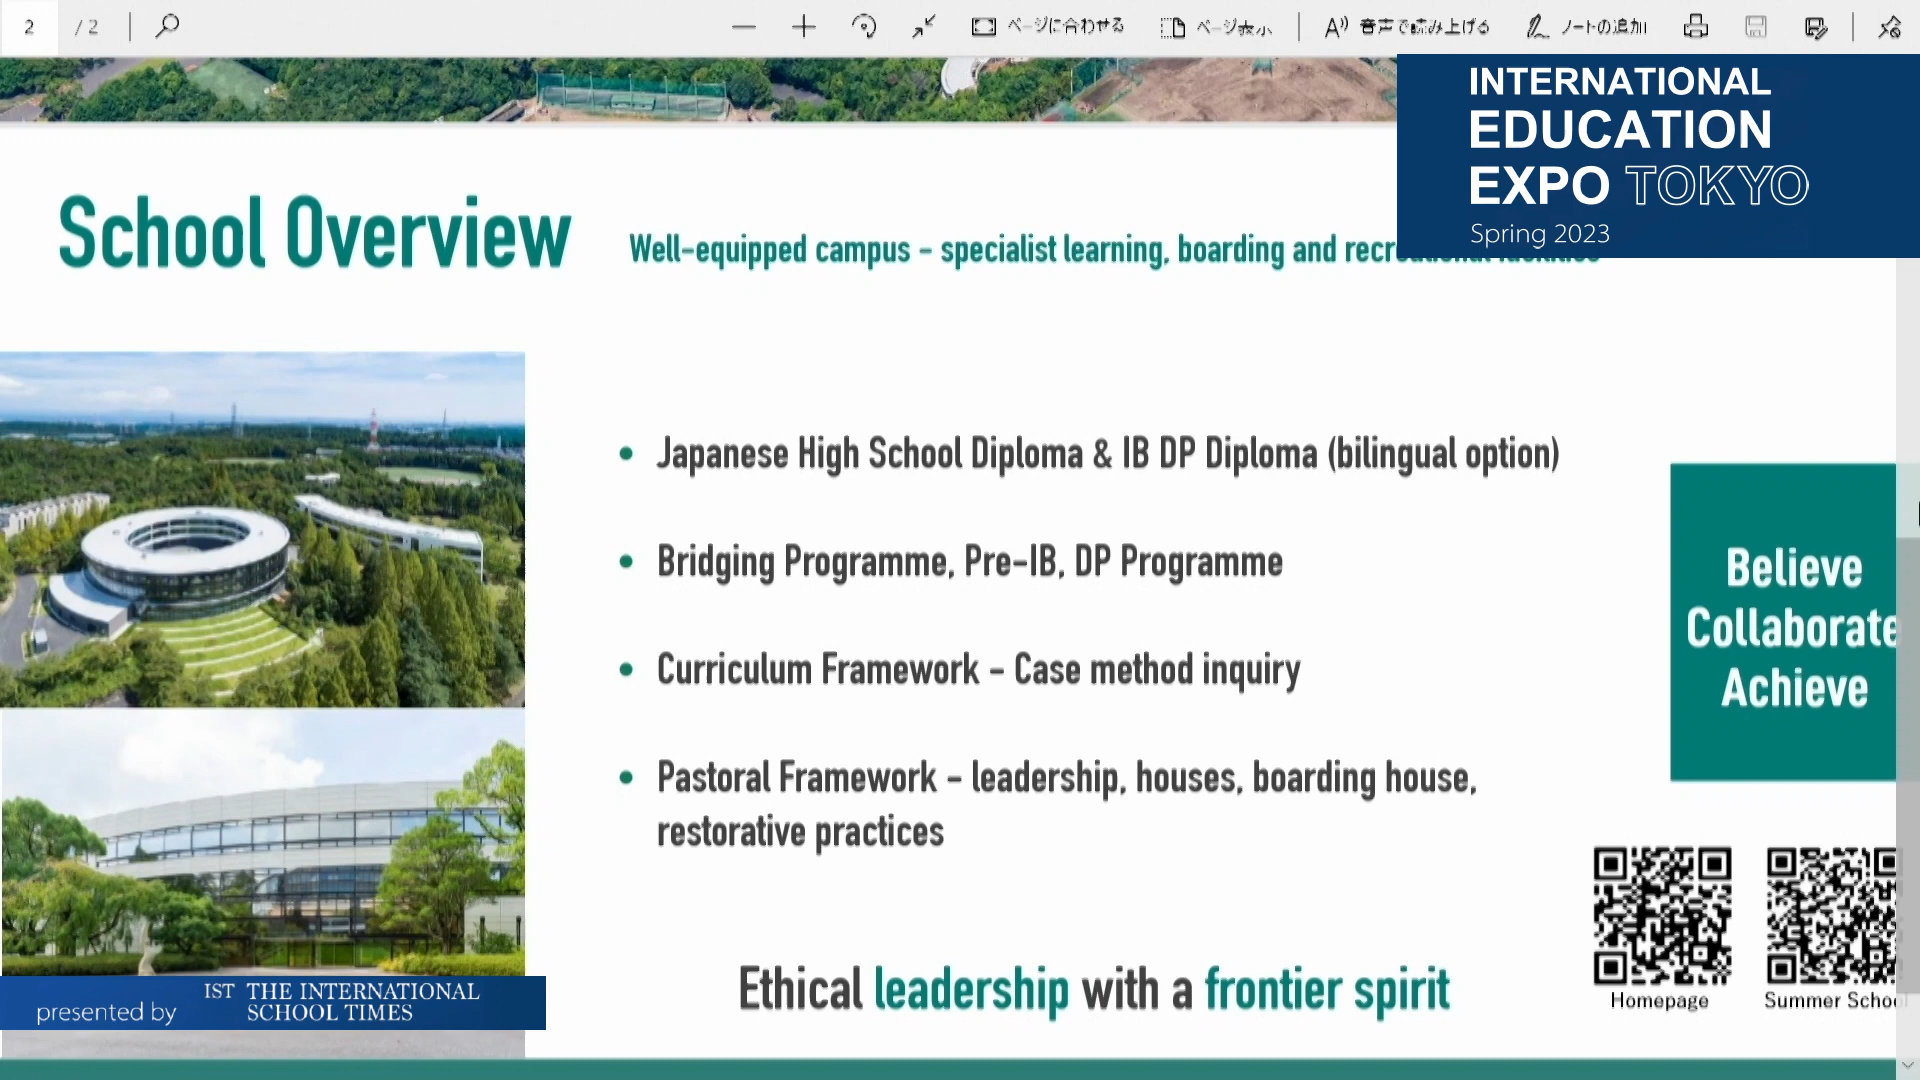 2 / 2
ページに合わせる
ページ表示
音声で読み上げる
ノートの追加
INTERNATIONAL
EDUCATION
EXPO TOKYO
Spring 2023
School Overview
Well-equipped campus - specialist learning, boarding and
Japanese High School Diploma & IB DP Diploma (bilingual option)
Bridging Programme, Pre-IB, DP Programme
Curriculum Framework - Case method inquiry
Pastoral Framework - leadership, houses, boarding house,
restorative practices
Believe
Collaborate
Achieve
Ethical leadership with a frontier spirit
Homepage
Summer School
presented by
IST THE INTERNATIONAL
SCHOOL TIMES